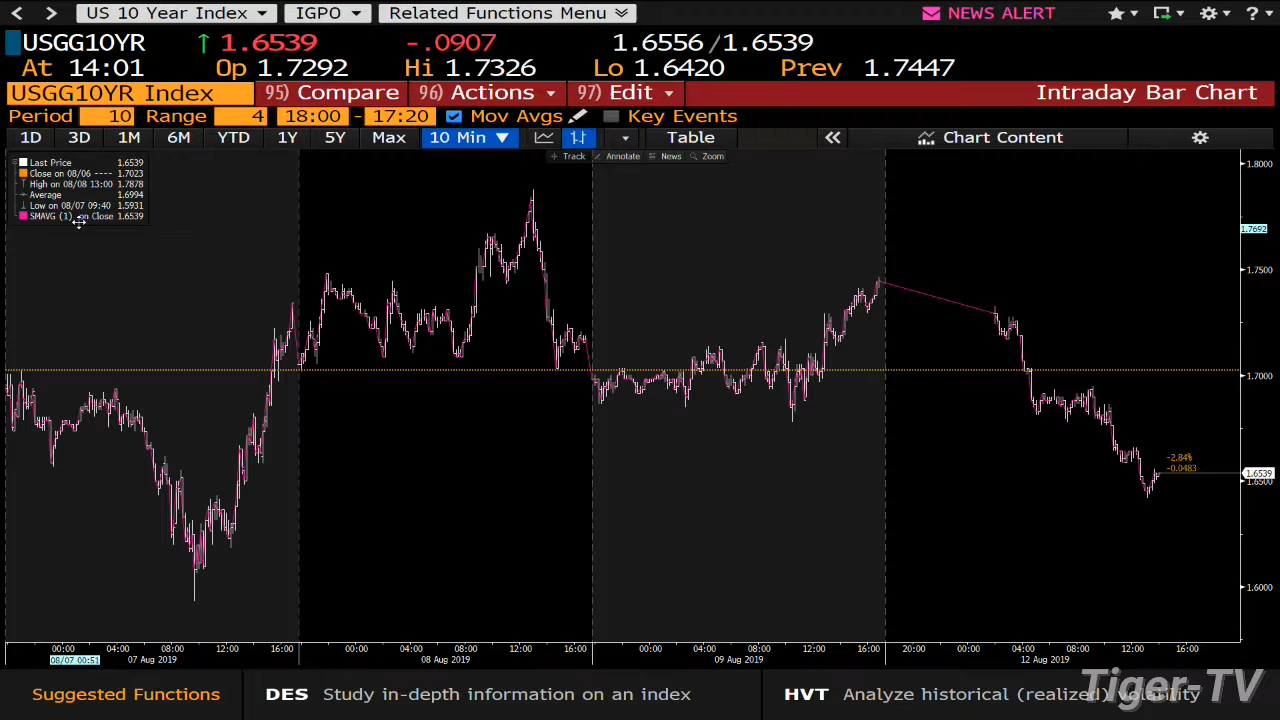 US 10 Year Index IGPO Related Functions Menu NEWS ALERT ?
USGG10YR ↑ 1.6539 -.0907 1.6556/1.6539
At 14:01 Op 1.7292 Hi 1.7326 Lo 1.6420 Prev 1.7447
USGG10YR Index 95) Compare 96) Actions 97) Edit Intraday Bar Chart
Period 10 Range 4 18:00 - 17:20 Mov Avgs Key Events
1D 3D 1M 6M YTD 1Y 5Y Max 10 Min Table Chart Content
Track Annotate News Zoom
Last Price 1.6539
Close on 08/06 ---- 1.7023
High on 08/08 13:00 1.7878
Average 1.6994
Low on 08/07 09:40 1.5931
SMAVG (1) on Close 1.6539
1.8000
1.7692
1.7500
1.7000
-2.84%
-0.0483
1.6539
1.6500
1.6000
00:00 04:00 08:00 12:00 16:00 00:00 04:00 08:00 12:00 16:00 00:00 04:00 08:00 12:00 16:00 20:00 00:00 04:00 08:00 12:00 16:00
08/07 00:51 07 Aug 2019 08 Aug 2019 09 Aug 2019 12 Aug 2019
Suggested Functions DES Study in-depth information on an index HVT Analyze historical (realized) volatility
Tiger-TV